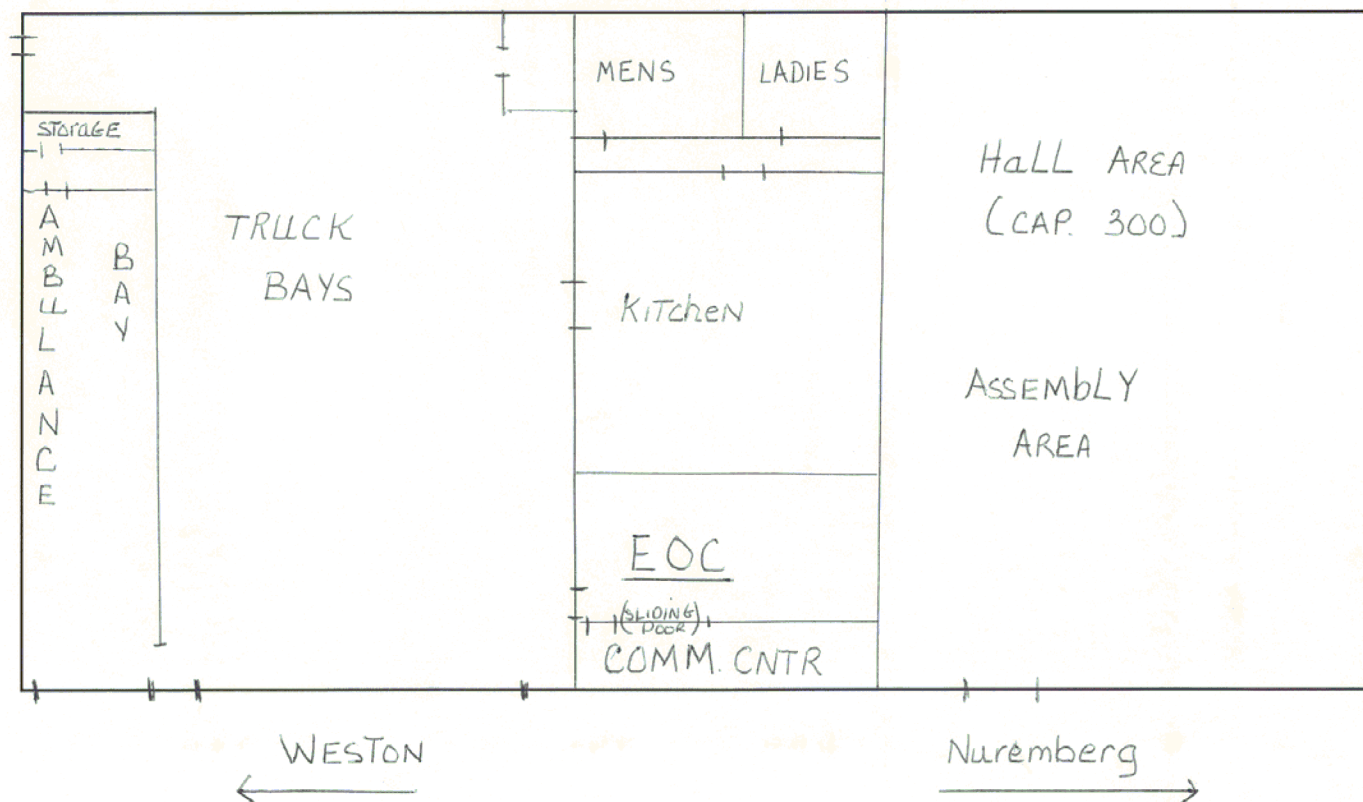 MENS
LADIES
STORAGE
HALL AREA
(CAP. 300)
AMBULANCE
BAY
TRUCK
BAYS
KITCHEN
ASSEMBLY
AREA
EOC
(SLIDING
DOOR)
COMM. CNTR
WESTON
Nuremberg